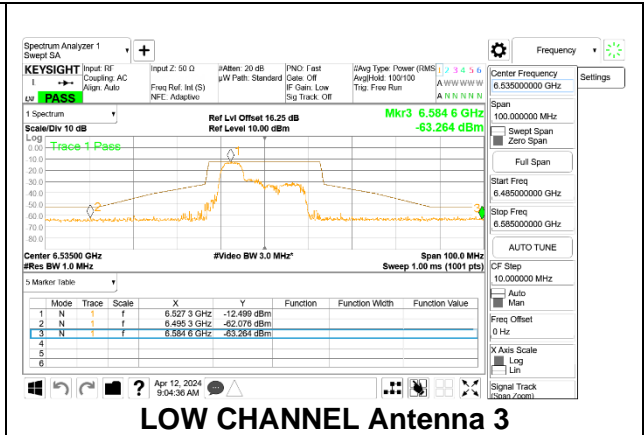 Spectrum Analyzer 1
Swept SA
Frequency
KEYSIGHT Input: RF Input Z: 50 Ω #Atten: 20 dB PNO: Fast #Avg Type: Power (RMS 1 2 3 4 5 6
Coupling: AC µW Path: Standard Gate: Off Avg|Hold: 100/100 A W W W W W
Align: Auto Freq Ref: Int (S) IF Gain: Low Trig: Free Run
PASS NFE: Adaptive Sig Track: Off A N N N N N
1 Spectrum Ref Lvl Offset 16.25 dB Mkr3 6.584 6 GHz
Scale/Div 10 dB Ref Level 10.00 dBm -63.264 dBm
Log
0.00 Trace 1 Pass
-10.0
-20.0
-30.0
-40.0
-50.0
-60.0
-70.0
-80.0
1
2
3
Center 6.53500 GHz #Video BW 3.0 MHz* Span 100.0 MHz
#Res BW 1.0 MHz Sweep 1.00 ms (1001 pts)
5 Marker Table
Mode Trace Scale X Y Function Function Width Function Value
1 N 1 f 6.527 3 GHz -12.499 dBm
2 N 1 f 6.495 3 GHz -62.076 dBm
3 N 1 f 6.584 6 GHz -63.264 dBm
4
5
6
Apr 12, 2024
9:04:36 AM
Center Frequency
6.535000000 GHz
Settings
Span
100.000000 MHz
Swept Span
Zero Span
Full Span
Start Freq
6.485000000 GHz
Stop Freq
6.585000000 GHz
AUTO TUNE
CF Step
10.000000 MHz
Auto
Man
Freq Offset
0 Hz
X Axis Scale
Log
Lin
Signal Track
(Span Zoom)
LOW CHANNEL Antenna 3